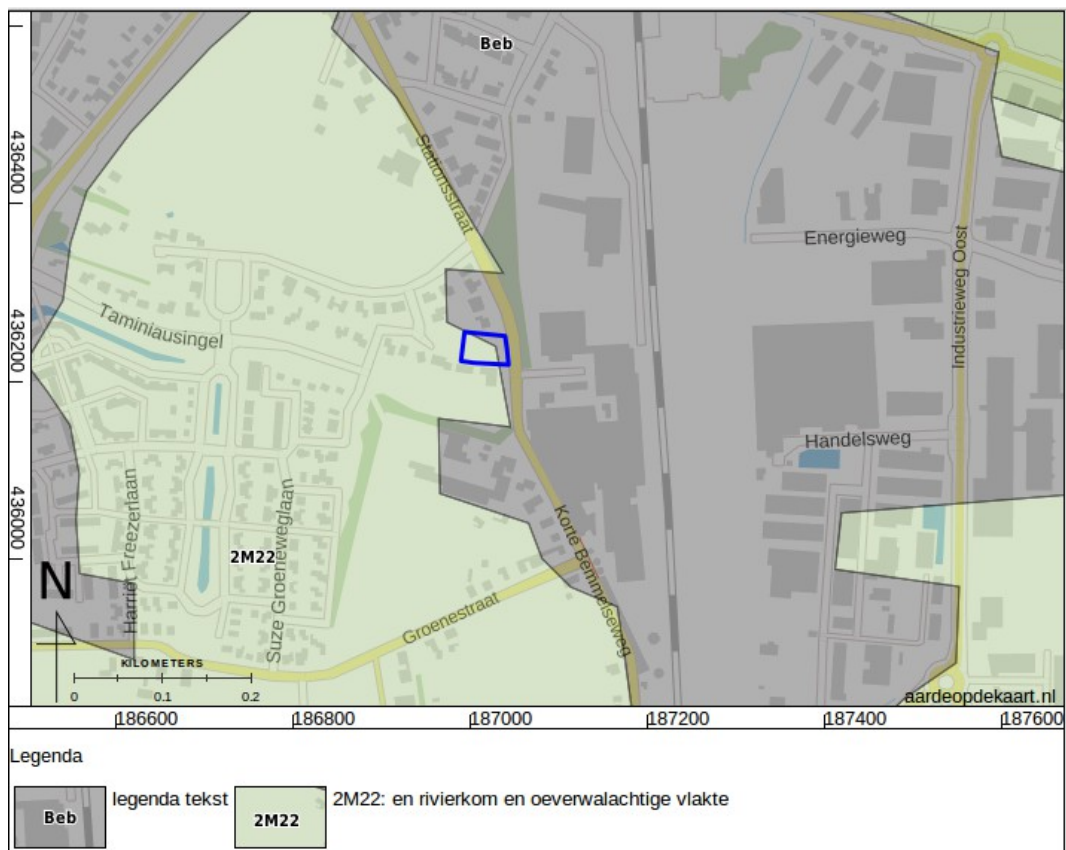 Beb
436400
Stationsstraat
Energieweg
Industrieweg Oost
436200
Taminiausingel
Handelsweg
436000
Harriët Freezerlaan
2M22
Suze Groeneweglaan
Korte Bemmelseweg
N
Groenestraat
KILOMETERS
0 0.1 0.2
aardeopdekaart.nl
186600 186800 187000 187200 187400 187600
Legenda
Beb legenda tekst 2M22 2M22: en rivierkom en oeverwalachtige vlakte